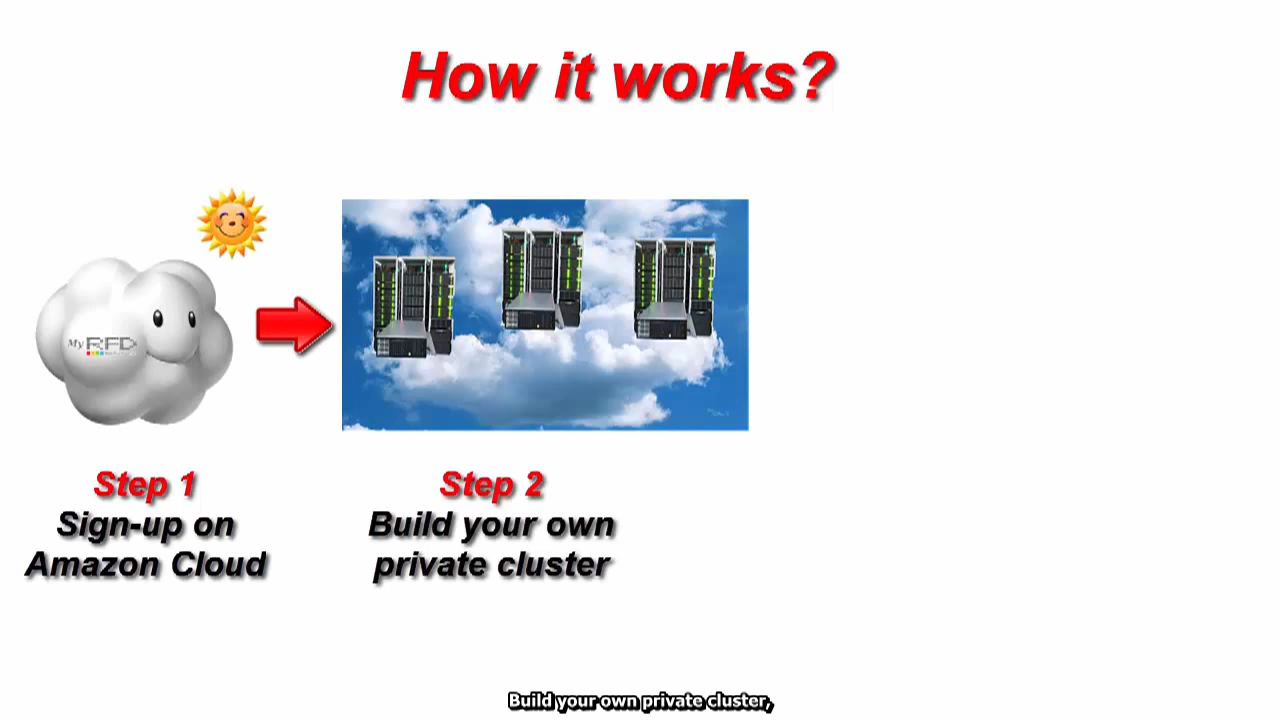 How it works?
My RFD
Step 1
Sign-up on
Amazon Cloud
Step 2
Build your own
private cluster
Build your own private cluster,